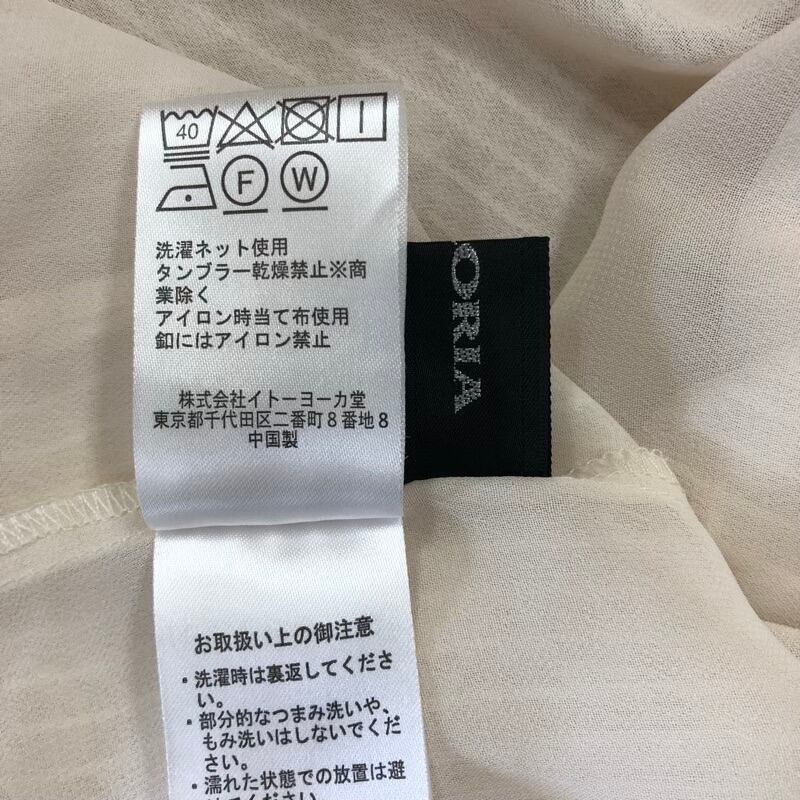 40
F W
洗濯ネット使用
タンブラー乾燥禁止※商
業除く
アイロン時当て布使用
釦にはアイロン禁止
株式会社イトーヨーカ堂
東京都千代田区二番町8番地8
中国製
ORIA
お取扱い上の御注意
・洗濯時は裏返してくださ
い。
・部分的なつまみ洗いや、
もみ洗いはしないでくだ
さい。
・濡れた状態での放置は避